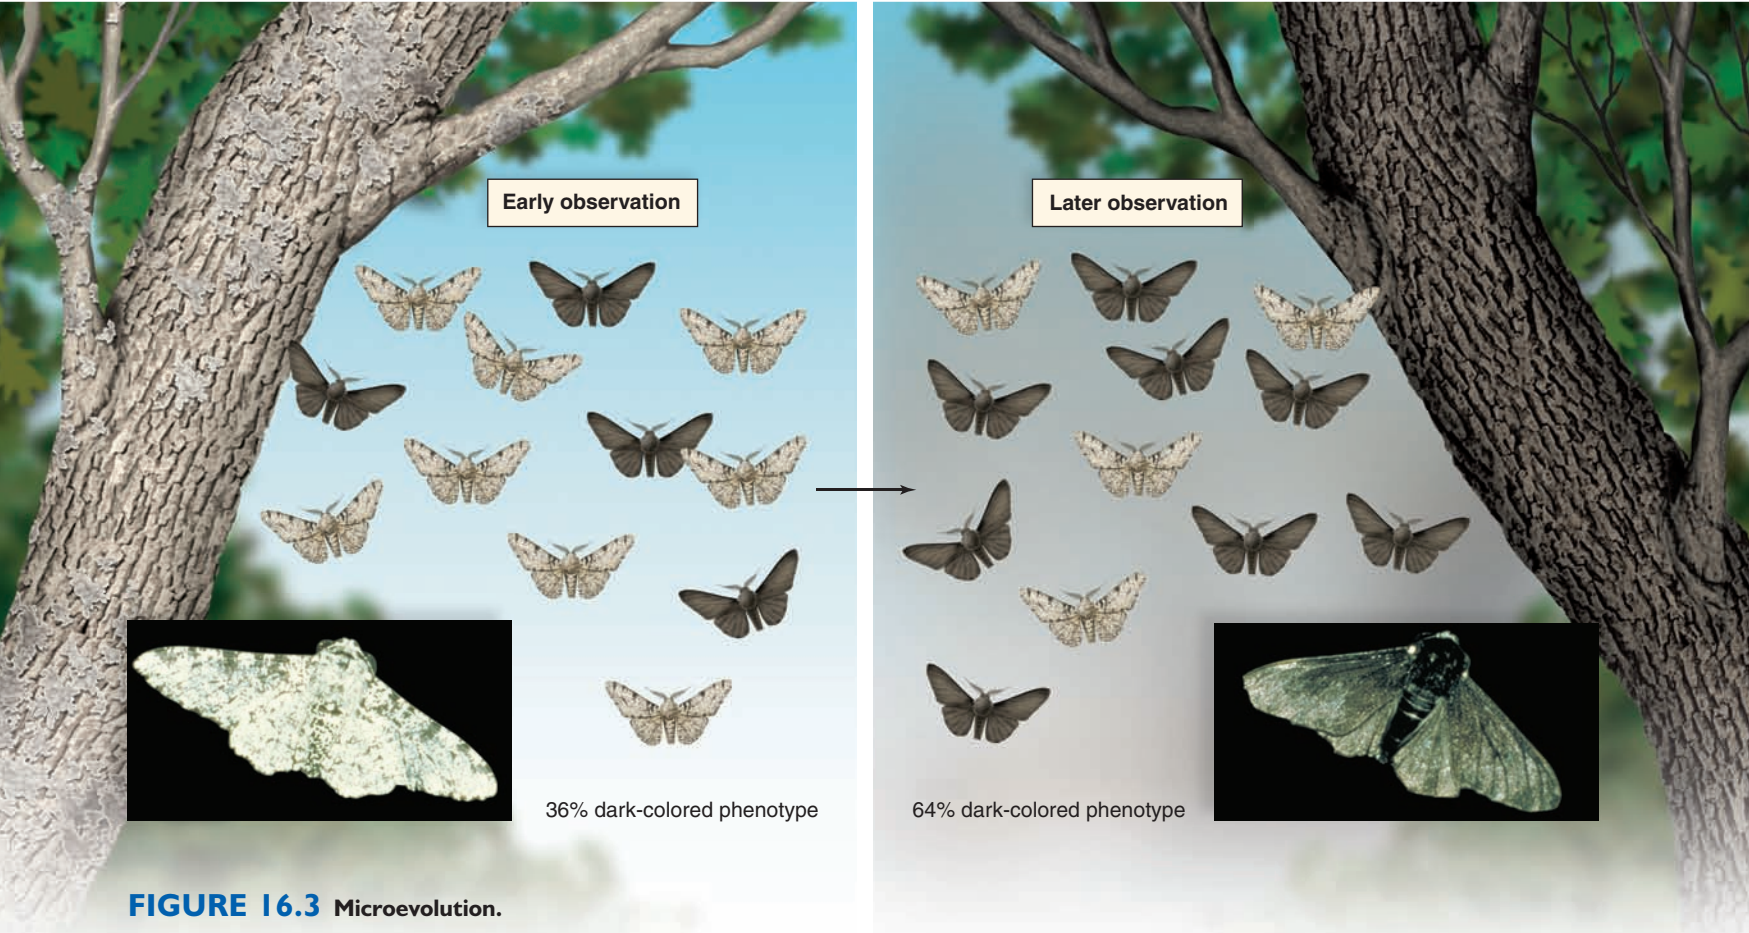 Early observation
Later observation
36% dark-colored phenotype
64% dark-colored phenotype
FIGURE 16.3 Microevolution.